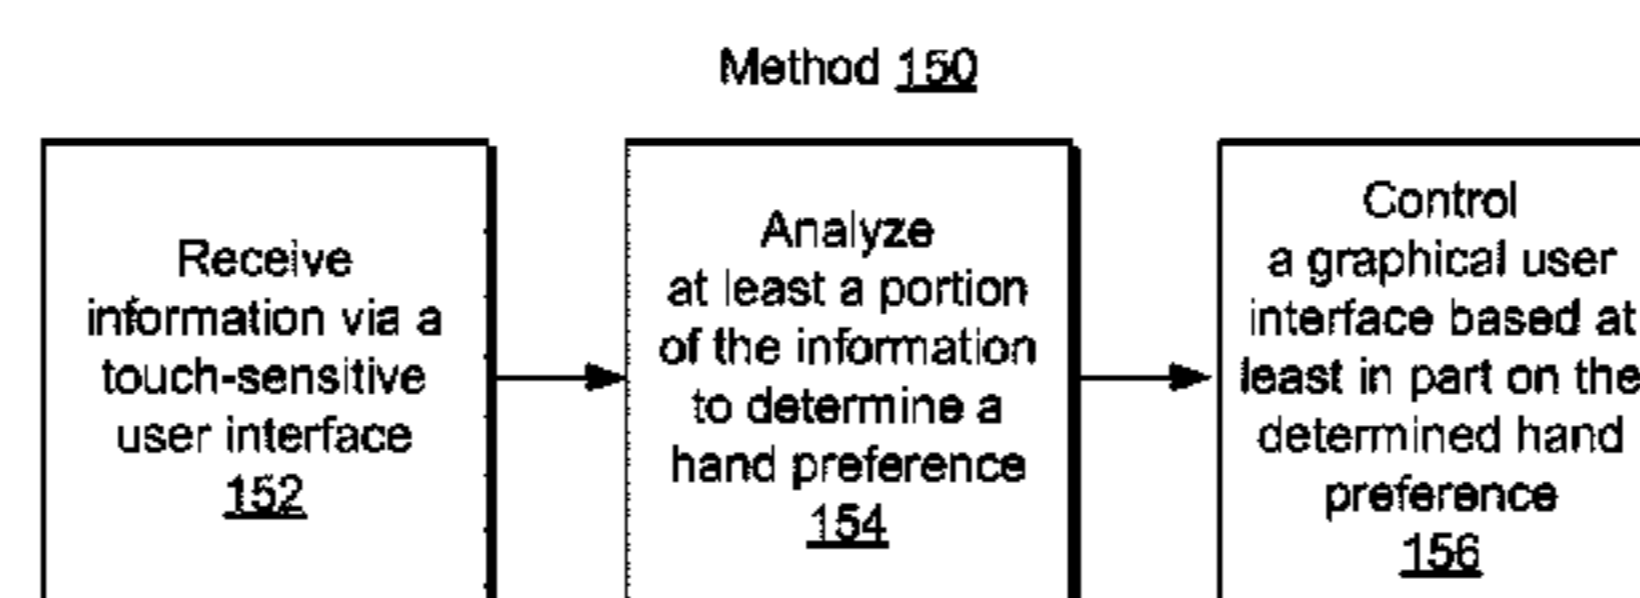 Method 150
Receive
information via a
touch-sensitive
user interface
152
Analyze
at least a portion
of the information
to determine a
hand preference
154
Control
a graphical user
interface based at
least in part on the
determined hand
preference
156